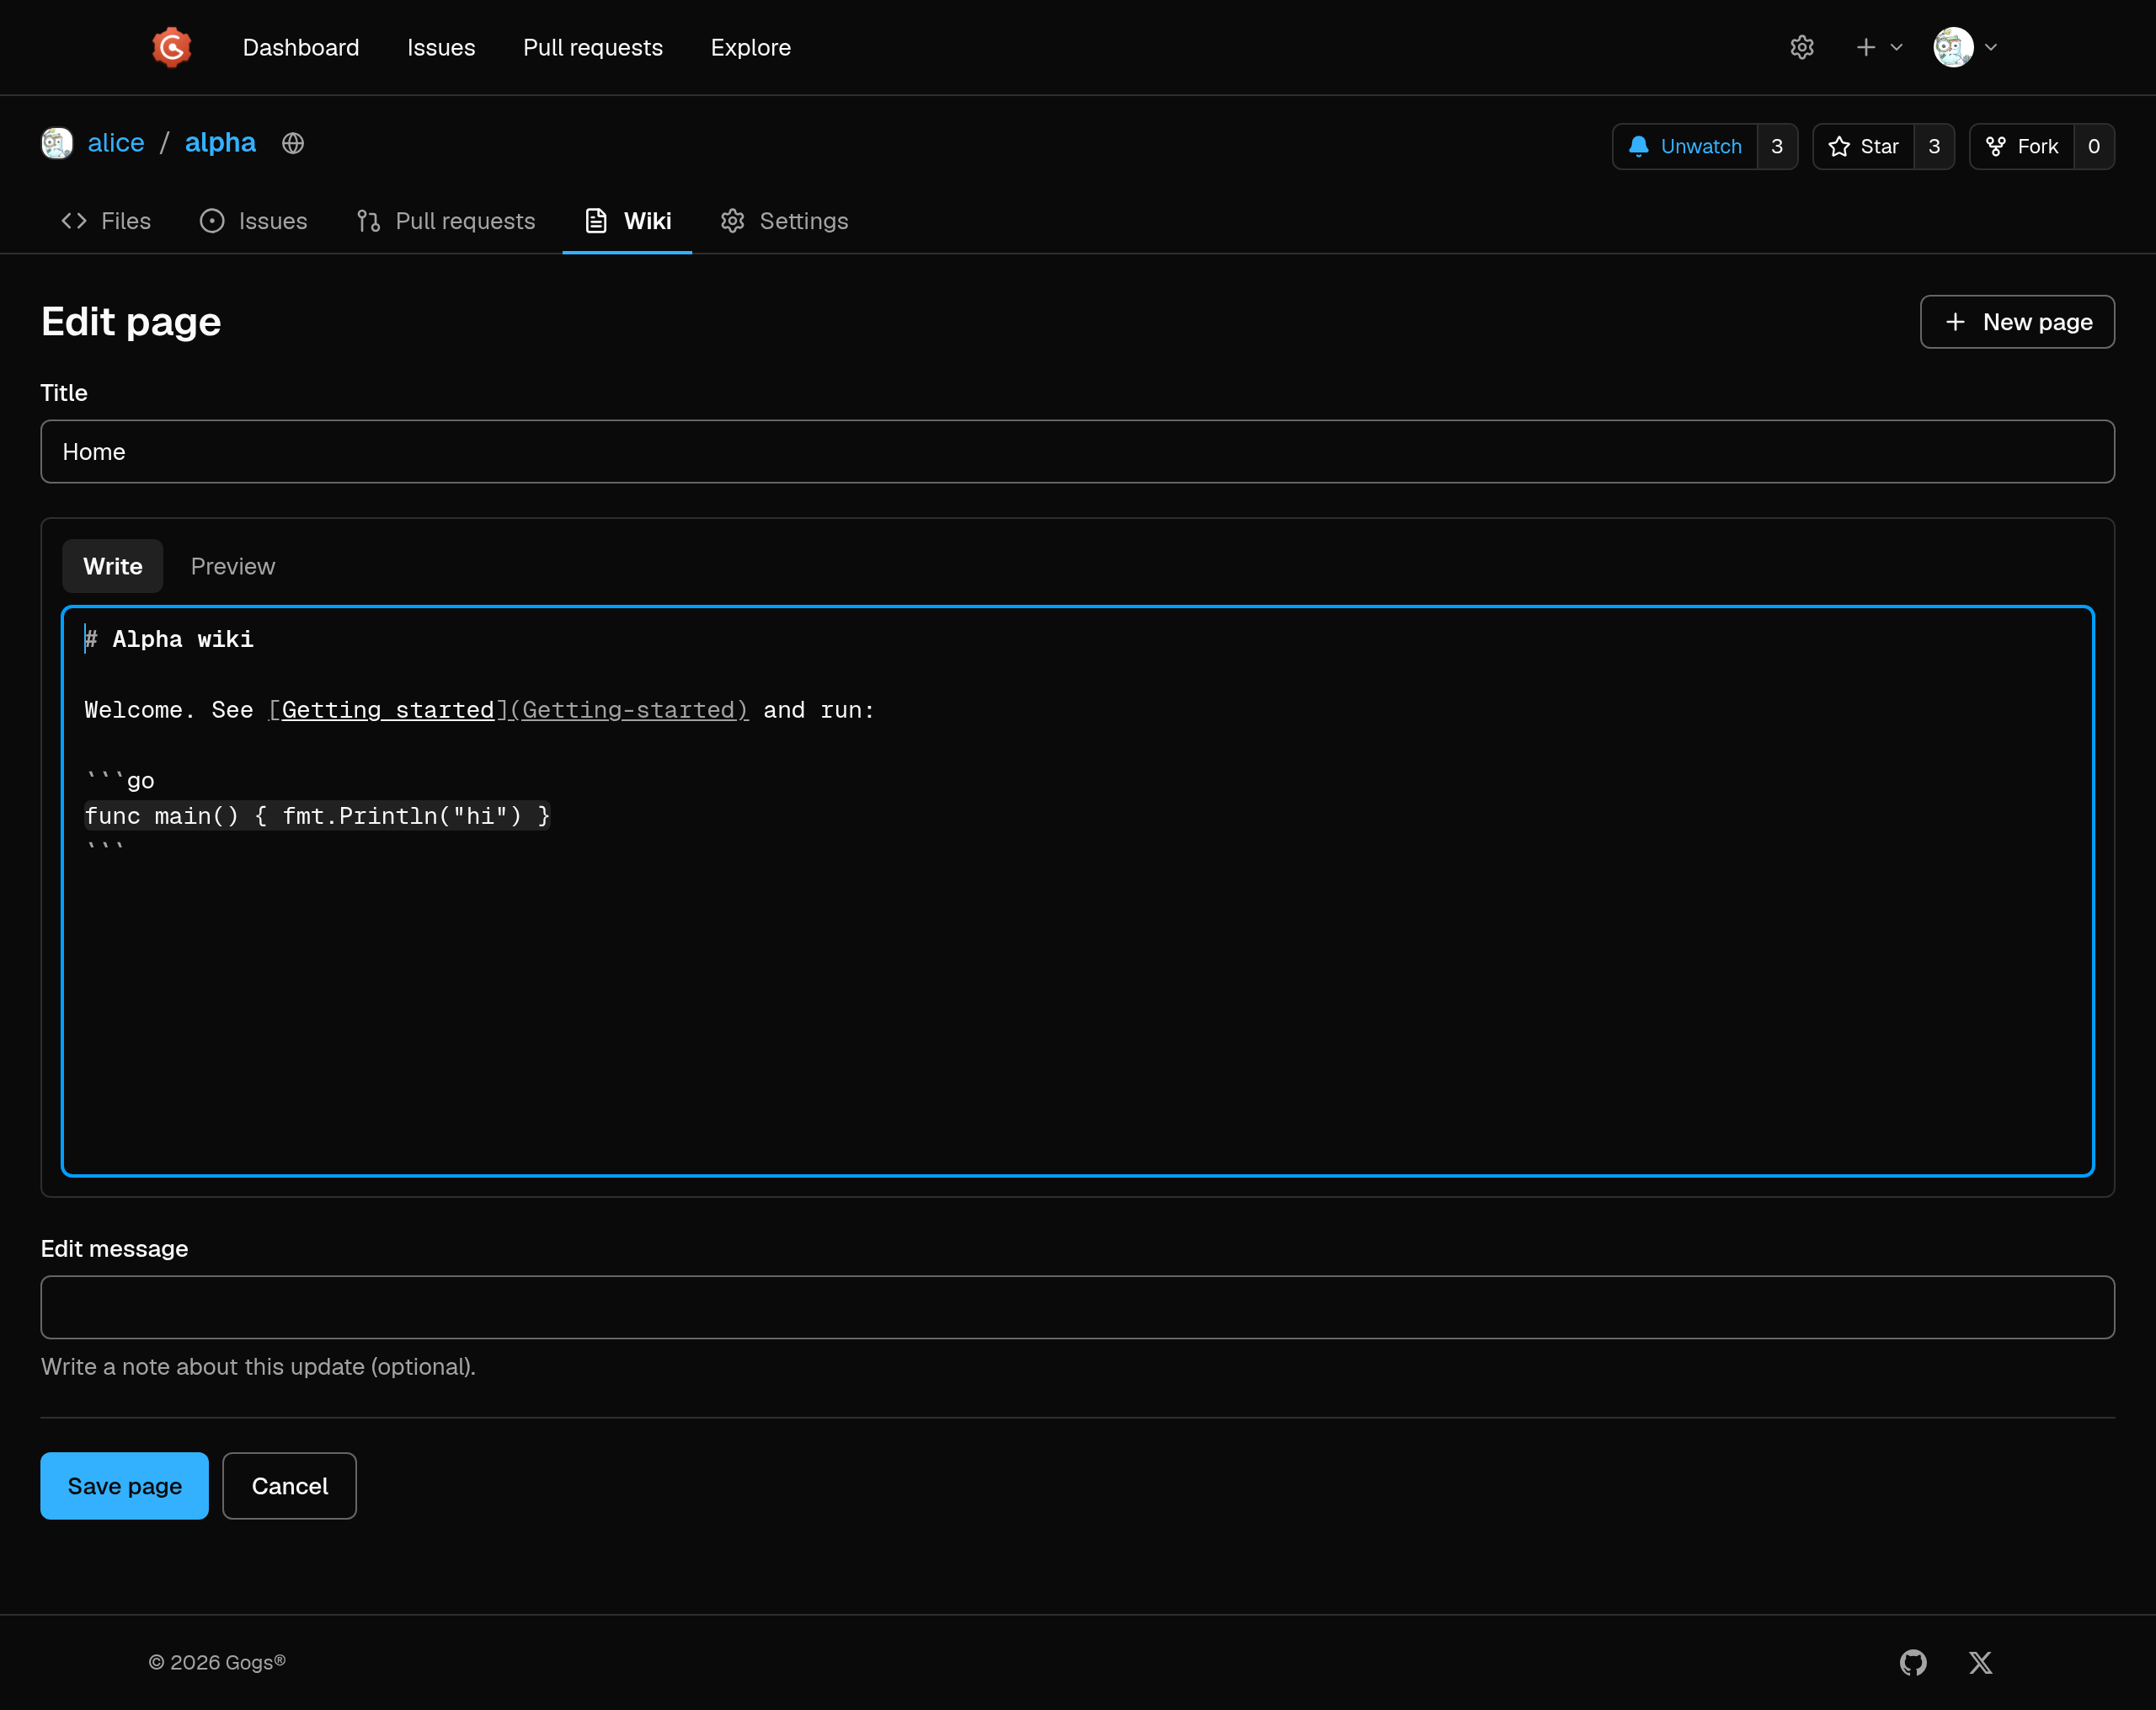 Dashboard Issues Pull requests Explore
alice / alpha
Unwatch 3 Star 3 Fork 0
Files Issues Pull requests Wiki Settings
Edit page
New page
Title
Home
Write Preview
# Alpha wiki
Welcome. See [Getting started](Getting-started) and run:
```go
func main() { fmt.Println("hi") }
```
Edit message
Write a note about this update (optional).
Save page Cancel
© 2026 Gogs®